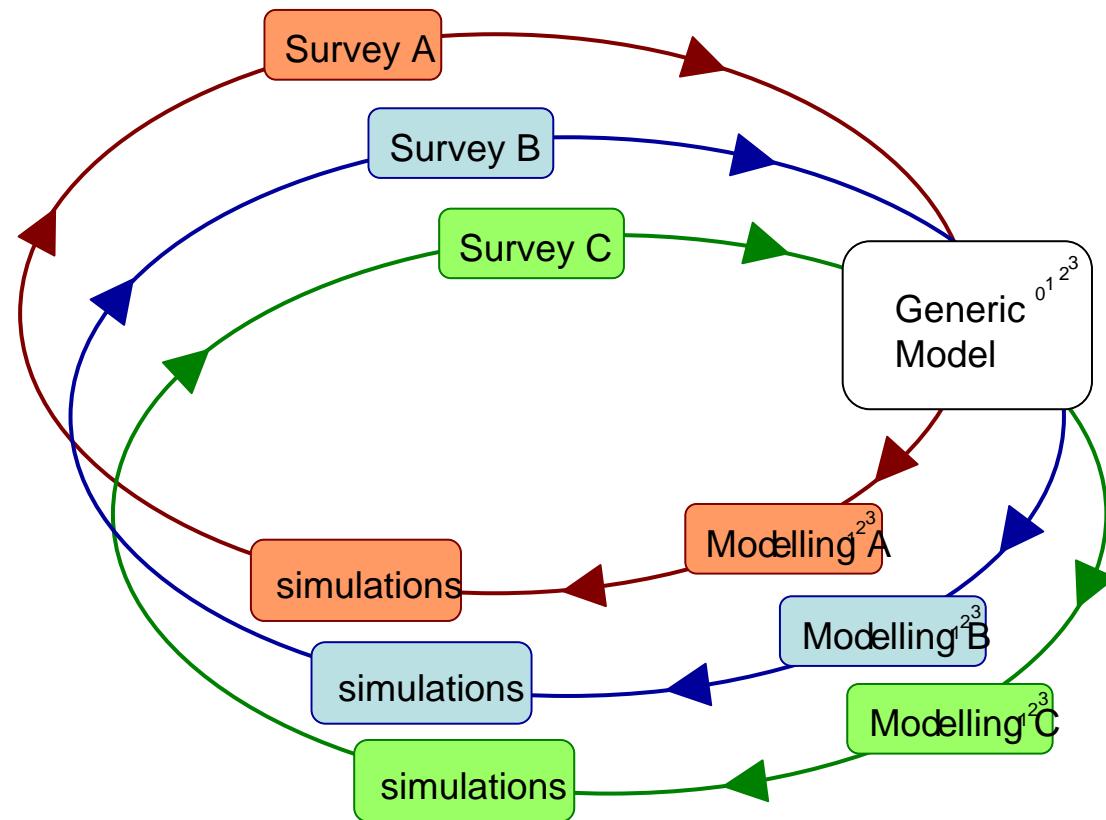 Survey A
Survey B
Survey C
Generic 0 1 2 3
Model
Modelling 1 2 3 A
simulations
Modelling 1 2 3 B
simulations
Modelling 1 2 3 C
simulations